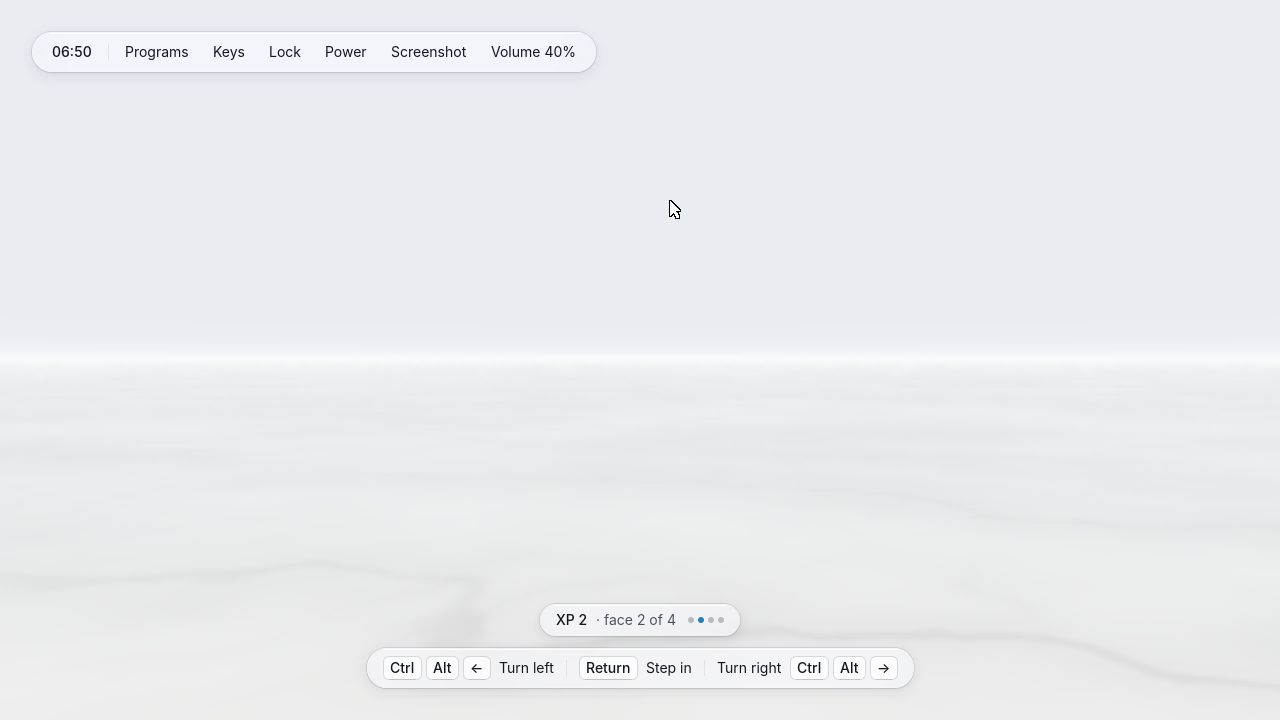 06:50 Programs Keys Lock Power Screenshot Volume 40%
XP 2 · face 2 of 4
Ctrl Alt ← Turn left Return Step in Turn right Ctrl Alt →